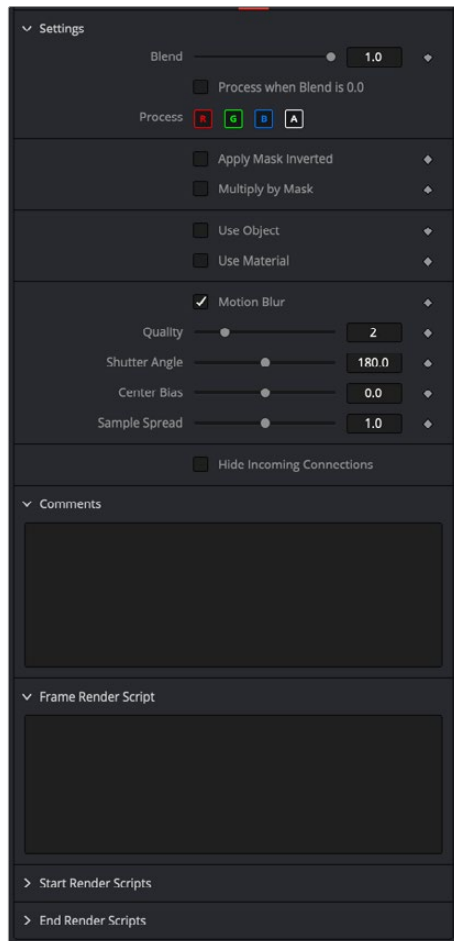 Settings
Blend 1.0
Process when Blend is 0.0
Process R G B A
Apply Mask Inverted
Multiply by Mask
Use Object
Use Material
Motion Blur
Quality 2
Shutter Angle 180.0
Center Bias 0.0
Sample Spread 1.0
Hide Incoming Connections
Comments
Frame Render Script
Start Render Scripts
End Render Scripts